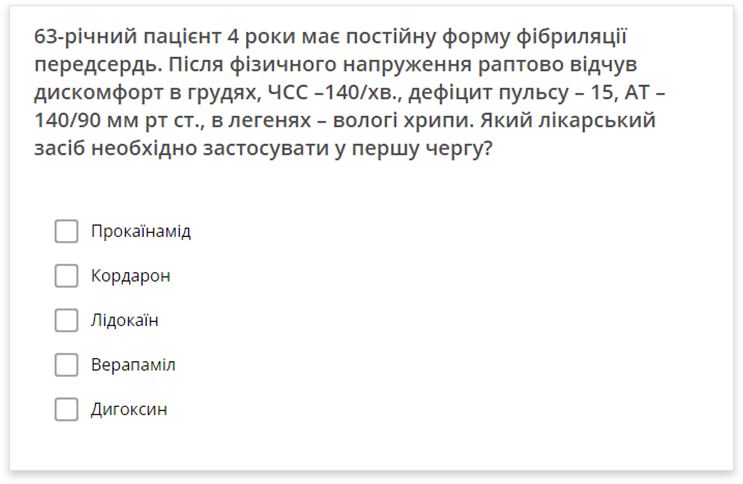 63-річний пацієнт 4 роки має постійну форму фібриляції
передсердь. Після фізичного напруження раптово відчув
дискомфорт в грудях, ЧСС –140/хв., дефіцит пульсу – 15, АТ –
140/90 мм рт ст., в легенях – вологі хрипи. Який лікарський
засіб необхідно застосувати у першу чергу?
Прокаїнамід
Кордарон
Лідокаїн
Верапаміл
Дигоксин